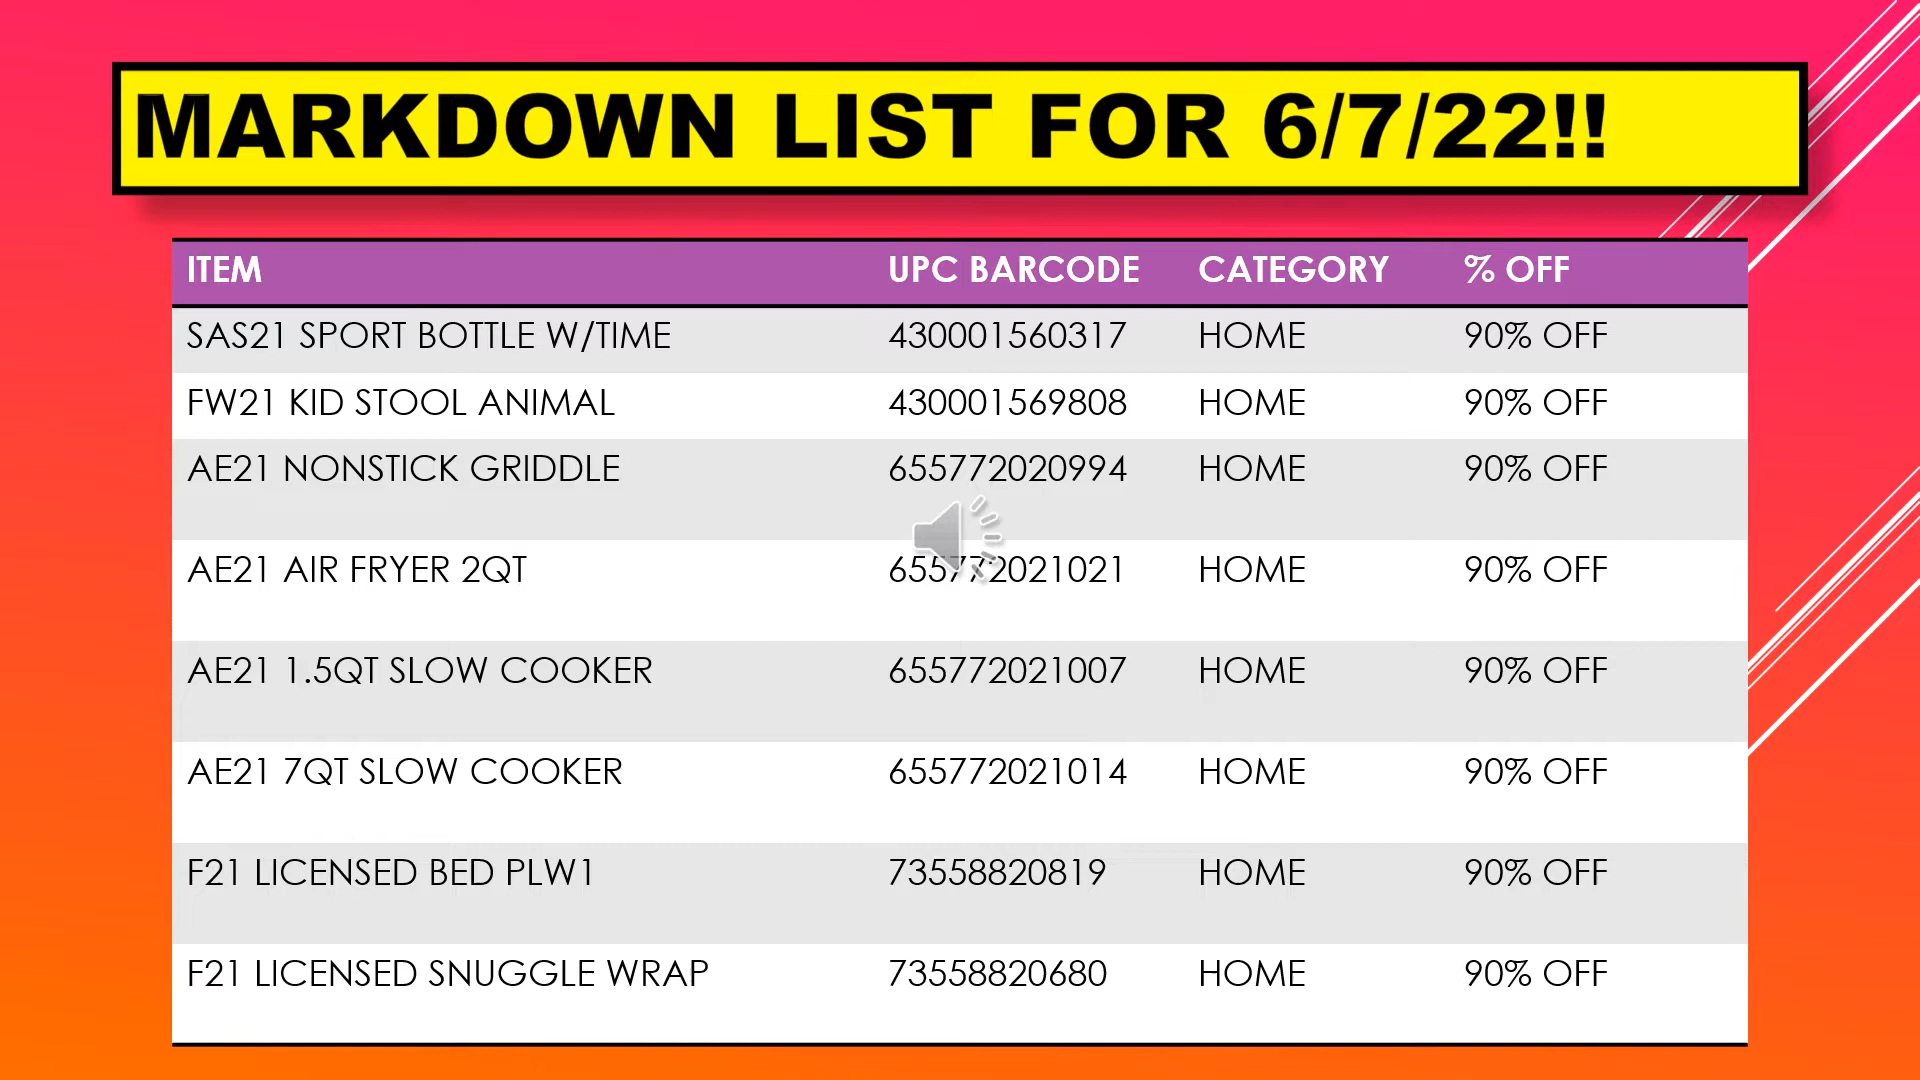 MARKDOWN LIST FOR 6/7/22!!
ITEM UPC BARCODE CATEGORY % OFF
SAS21 SPORT BOTTLE W/TIME 430001560317 HOME 90% OFF
FW21 KID STOOL ANIMAL 430001569808 HOME 90% OFF
AE21 NONSTICK GRIDDLE 655772020994 HOME 90% OFF
AE21 AIR FRYER 2QT 655772021021 HOME 90% OFF
AE21 1.5QT SLOW COOKER 655772021007 HOME 90% OFF
AE21 7QT SLOW COOKER 655772021014 HOME 90% OFF
F21 LICENSED BED PLW1 73558820819 HOME 90% OFF
F21 LICENSED SNUGGLE WRAP 73558820680 HOME 90% OFF